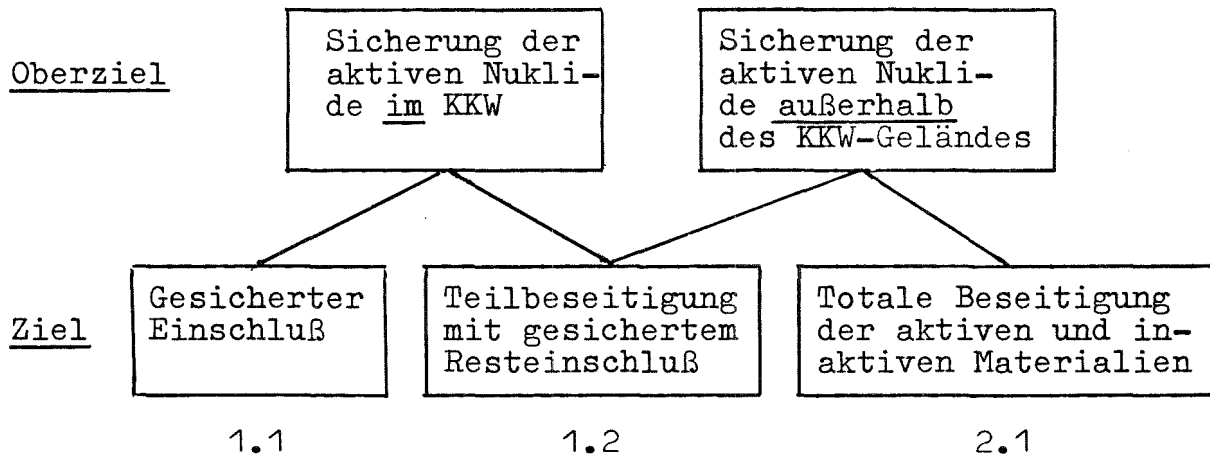 Oberziel
Sicherung der
aktiven Nukli-
de im KKW
Sicherung der
aktiven Nukli-
de außerhalb
des KKW-Geländes
Ziel
Gesicherter
Einschluß
Teilbeseitigung
mit gesichertem
Resteinschluß
Totale Beseitigung
der aktiven und in-
aktiven Materialien
1.1
1.2
2.1